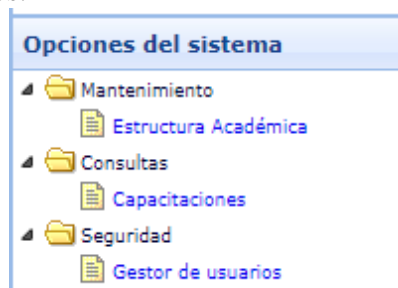 Opciones del sistema
Mantenimiento
Estructura Académica
Consultas
Capacitaciones
Seguridad
Gestor de usuarios